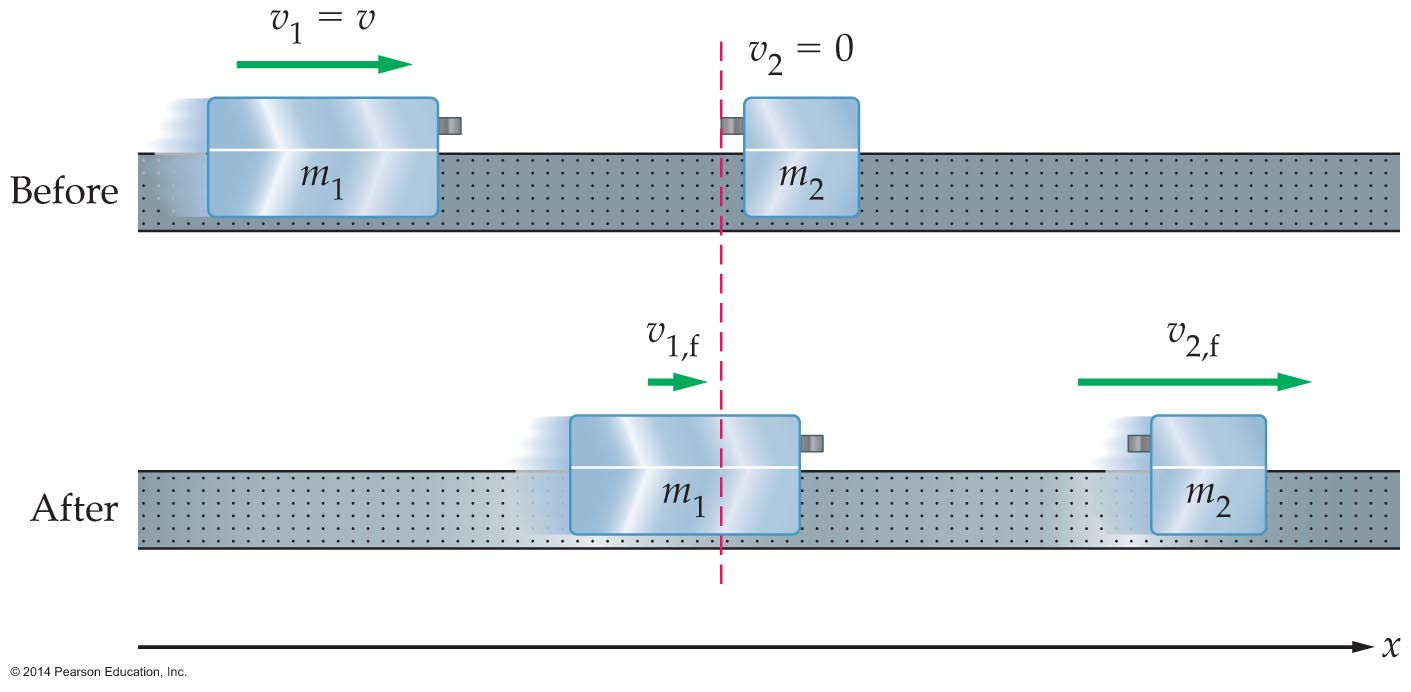 v₁ = v
v₂ = 0
m₁
m₂
Before
v₁,f
v₂,f
m₁
m₂
After
x
© 2014 Pearson Education, Inc.